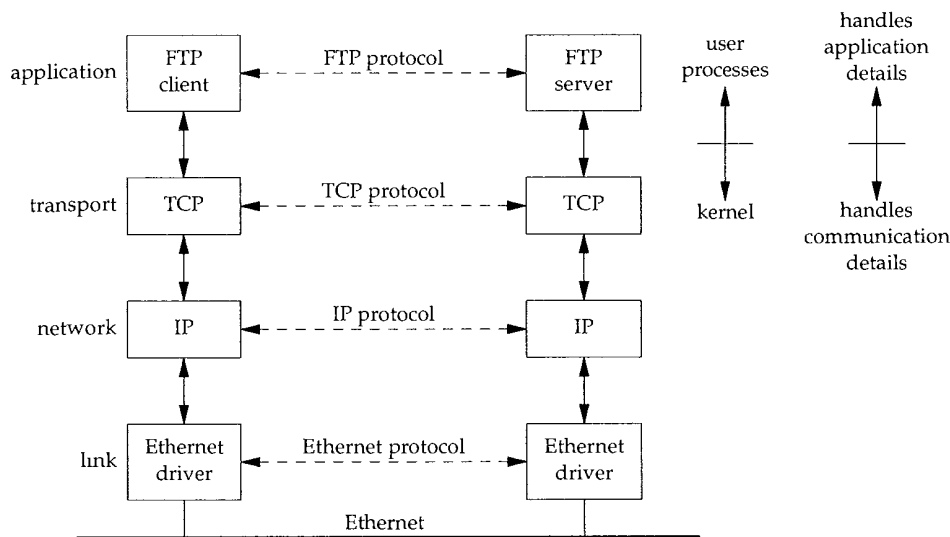 handles
user
application
processes
details
application
FTP
client
FTP protocol
FTP
server
transport
TCP
TCP protocol
TCP
kernel
handles
communication
details
network
IP
IP protocol
IP
link
Ethernet
driver
Ethernet protocol
Ethernet
driver
Ethernet